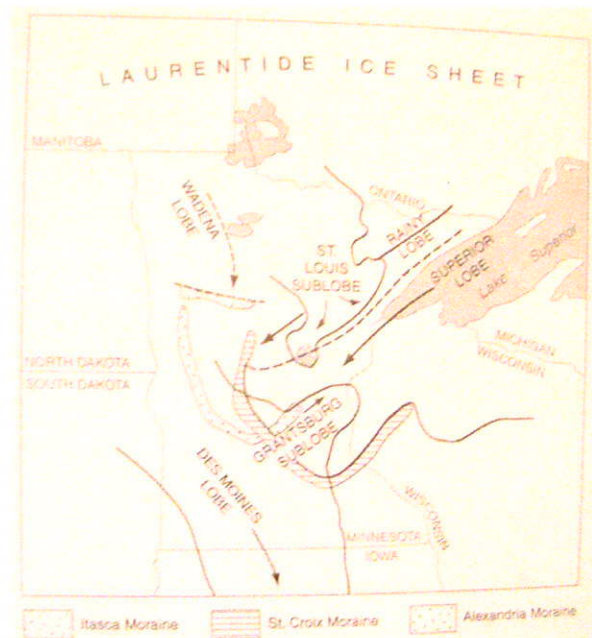 LAURENTIDE ICE SHEET
MANITOBA
ONTARIO
WADENA
LOBE
RAINY
LOBE
ST.
LOUIS
SUBLOBE
SUPERIOR
LOBE
Lake Superior
MICHIGAN
WISCONSIN
NORTH DAKOTA
SOUTH DAKOTA
GRANTSBURG
SUBLOBE
DES MOINES
LOBE
WISCONSIN
MINNESOTA
IOWA
Itasca Moraine
St. Croix Moraine
Alexandria Moraine